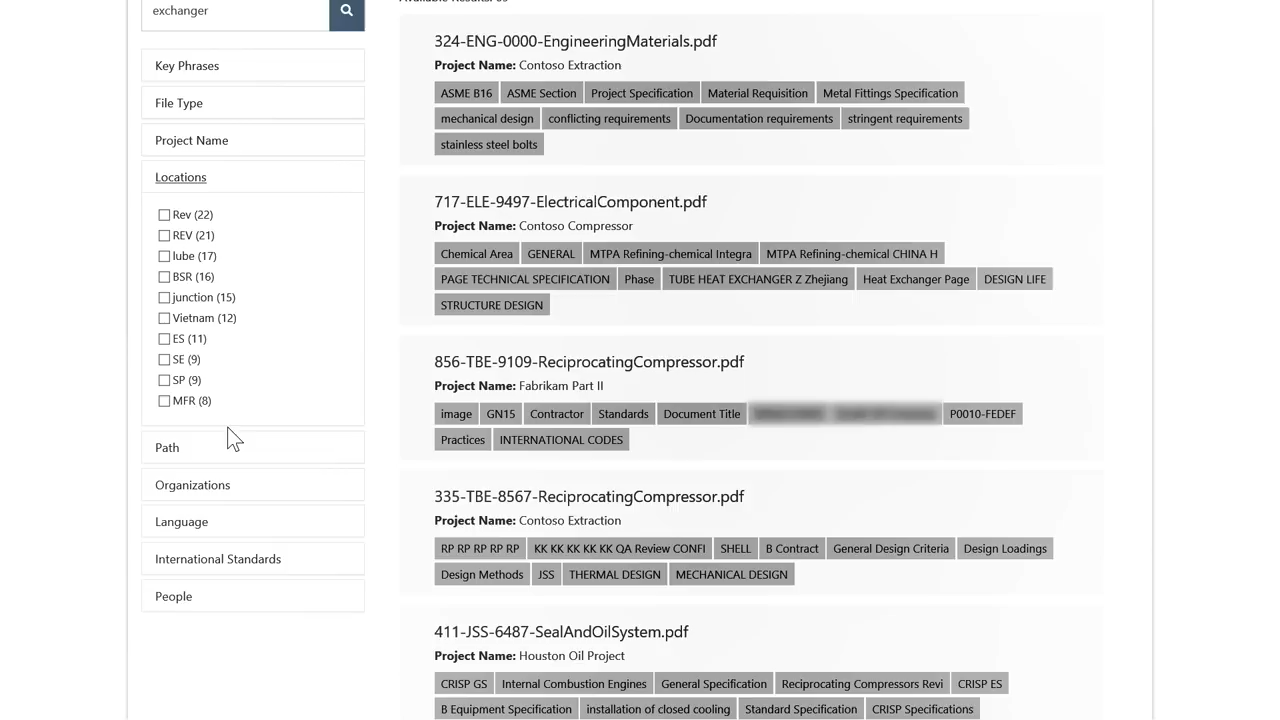 exchanger
Key Phrases
File Type
Project Name
Locations
Rev (22)
REV (21)
lube (17)
BSR (16)
junction (15)
Vietnam (12)
ES (11)
SE (9)
SP (9)
MFR (8)
Path
Organizations
Language
International Standards
People
324-ENG-0000-EngineeringMaterials.pdf
Project Name: Contoso Extraction
ASME B16 ASME Section Project Specification Material Requisition Metal Fittings Specification
mechanical design conflicting requirements Documentation requirements stringent requirements
stainless steel bolts
717-ELE-9497-ElectricalComponent.pdf
Project Name: Contoso Compressor
Chemical Area GENERAL MTPA Refining-chemical Integra MTPA Refining-chemical CHINA H
PAGE TECHNICAL SPECIFICATION Phase TUBE HEAT EXCHANGER Z Zhejiang Heat Exchanger Page DESIGN LIFE
STRUCTURE DESIGN
856-TBE-9109-ReciprocatingCompressor.pdf
Project Name: Fabrikam Part II
image GN15 Contractor Standards Document Title P0010-FEDEF
Practices INTERNATIONAL CODES
335-TBE-8567-ReciprocatingCompressor.pdf
Project Name: Contoso Extraction
RP RP RP RP RP KK KK KK KK KK QA Review CONFI SHELL B Contract General Design Criteria Design Loadings
Design Methods JSS THERMAL DESIGN MECHANICAL DESIGN
411-JSS-6487-SealAndOilSystem.pdf
Project Name: Houston Oil Project
CRISP GS Internal Combustion Engines General Specification Reciprocating Compressors Revi CRISP ES
B Equipment Specification installation of closed cooling Standard Specification CRISP Specifications